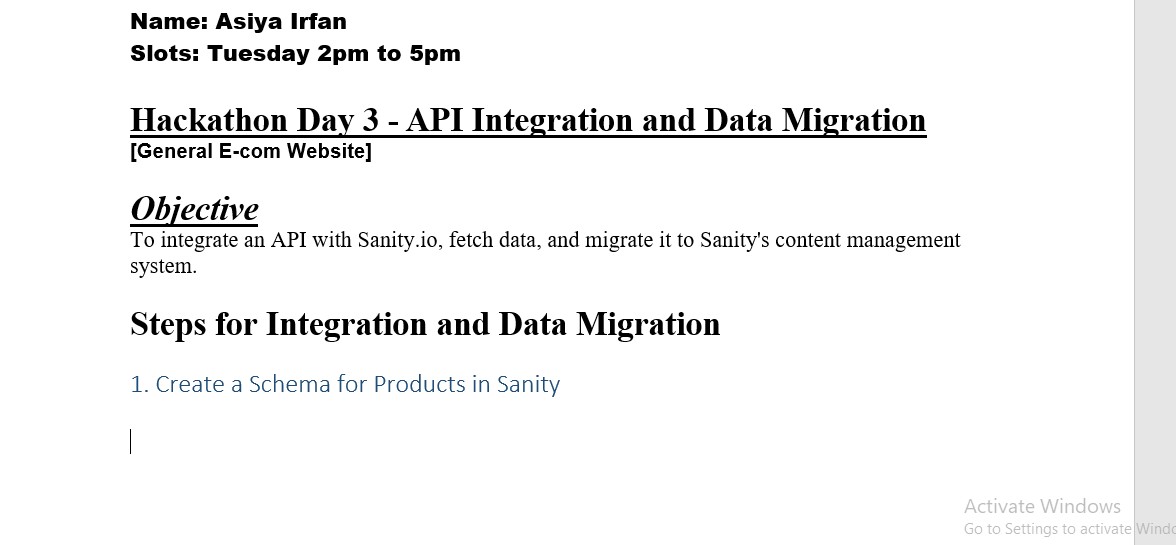 Name: Asiya Irfan
Slots: Tuesday 2pm to 5pm
Hackathon Day 3 - API Integration and Data Migration
[General E-com Website]
Objective
To integrate an API with Sanity.io, fetch data, and migrate it to Sanity's content management
system.
Steps for Integration and Data Migration
1. Create a Schema for Products in Sanity
Activate Windows
Go to Settings to activate